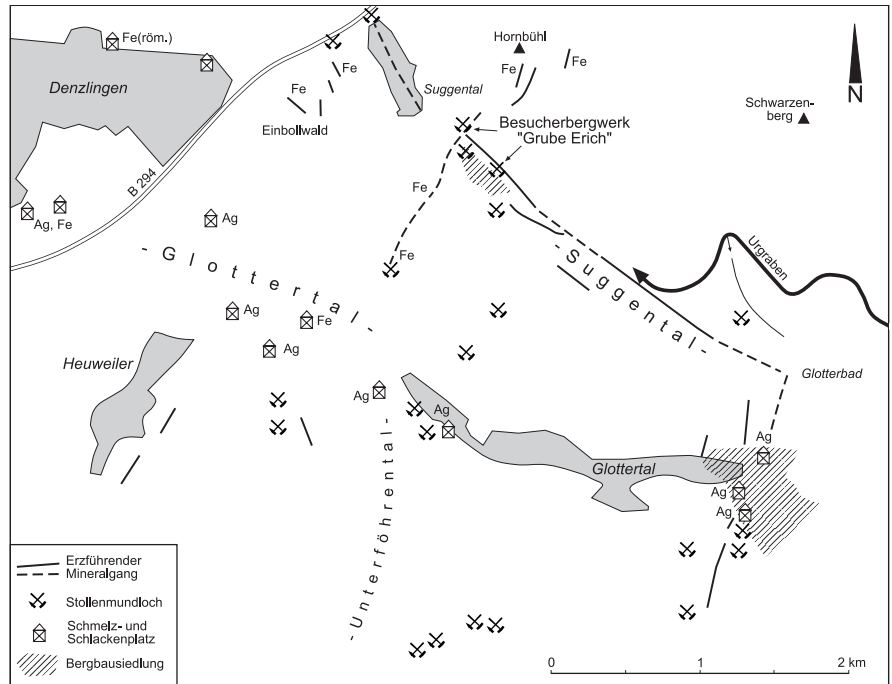 Fe(röm.)
Denzlingen
Fe
Einbollwald
Suggental
Hornbühl
Fe
Fe
N
Schwarzen-
berg
Besucherbergwerk
"Grube Erich"
B 294
Ag, Fe
Ag
Fe
Fe
- Glottertal -
- Suggental -
Urgraben
Ag
Fe
Ag
Heuweiler
Glotterbad
Ag
Ag
- Unterföhrental -
Glottertal
Ag
Ag
Ag
Erzführender
Mineralgang
Stollenmundloch
Schmelz- und
Schlackenplatz
Bergbausiedlung
0 1 2 km